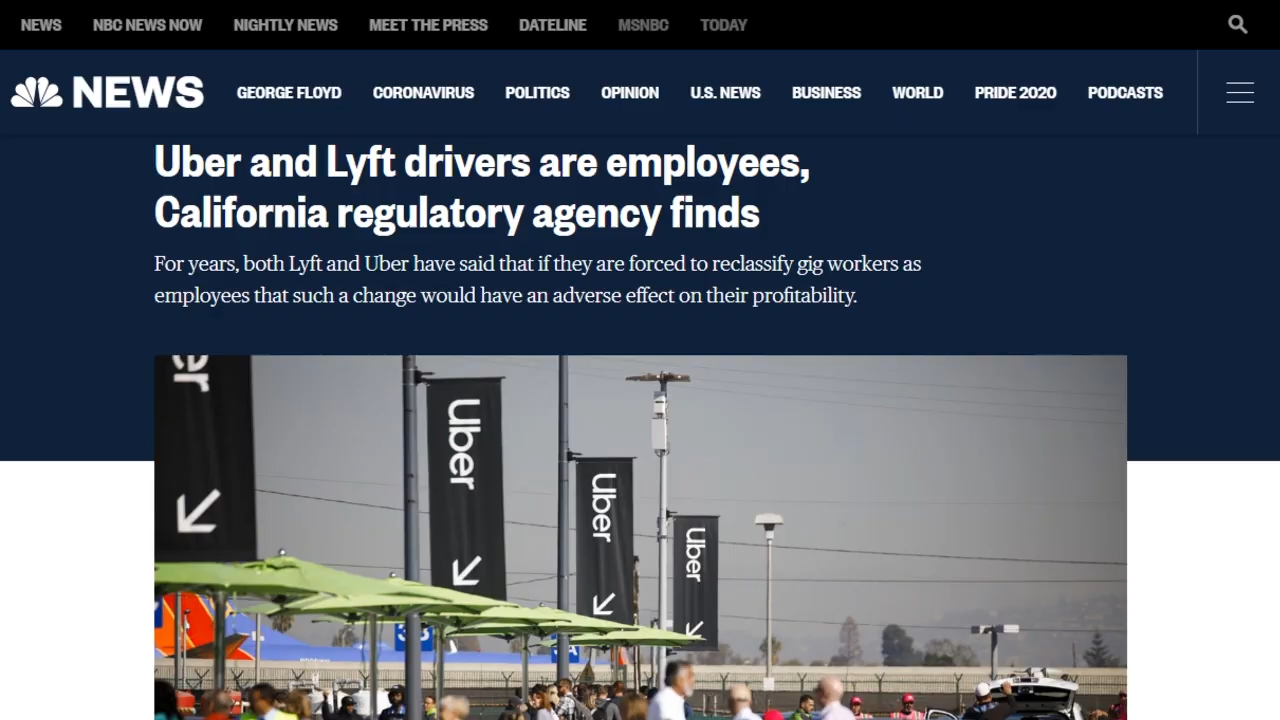 NEWS NBC NEWS NOW NIGHTLY NEWS MEET THE PRESS DATELINE MSNBC TODAY
NEWS GEORGE FLOYD CORONAVIRUS POLITICS OPINION U.S. NEWS BUSINESS WORLD PRIDE 2020 PODCASTS
Uber and Lyft drivers are employees,
California regulatory agency finds
For years, both Lyft and Uber have said that if they are forced to reclassify gig workers as
employees that such a change would have an adverse effect on their profitability.
er
Uber
Uber
Uber